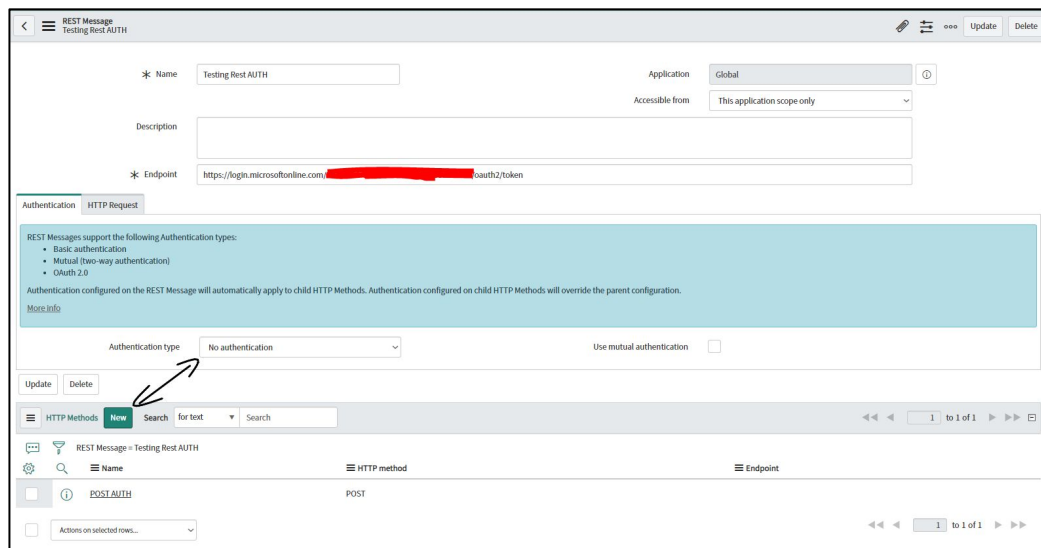 REST Message
Testing Rest AUTH
Update Delete
Name Testing Rest AUTH
Application Global
Accessible from This application scope only
Description
Endpoint https://login.microsoftonline.com/ /oauth2/token
Authentication HTTP Request
REST Messages support the following Authentication types:
• Basic authentication
• Mutual (two-way authentication)
• OAuth 2.0
Authentication configured on the REST Message will automatically apply to child HTTP Methods. Authentication configured on child HTTP Methods will override the parent configuration.
More Info
Authentication type No authentication Use mutual authentication
Update Delete
HTTP Methods New Search for text Search 1 to 1 of 1
REST Message = Testing Rest AUTH
Name HTTP method Endpoint
POST AUTH POST
Actions on selected rows... 1 to 1 of 1